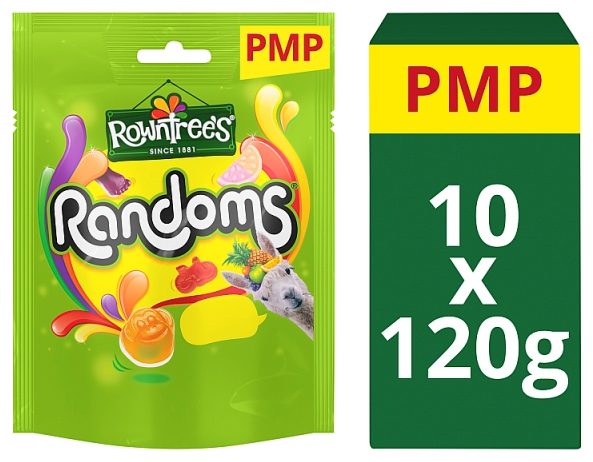 PMP
Rowntree's
SINCE 1881
Randoms
PMP
10
x
120g